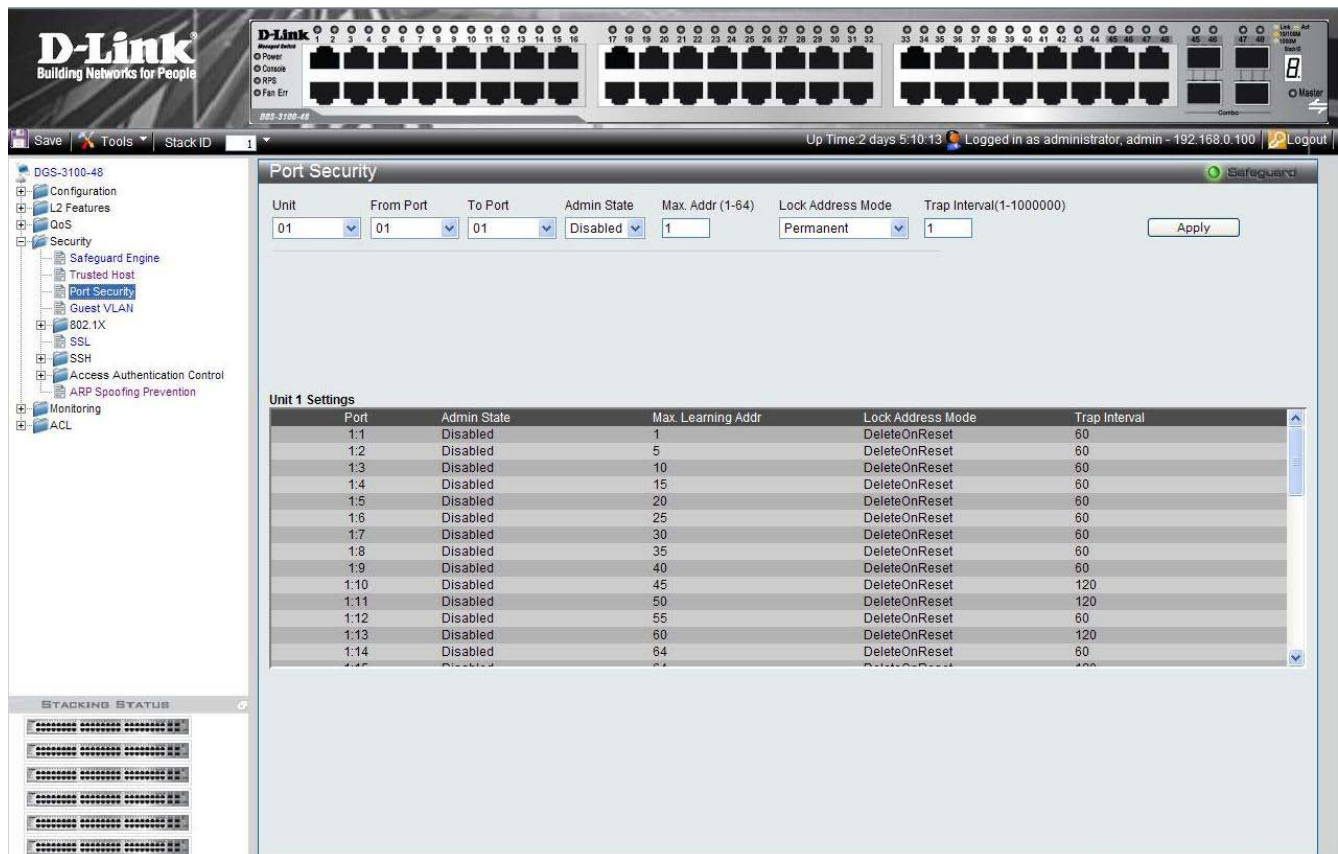 D-Link
Building Networks for People
D-Link
Managed Switch
Power
Console
RPS
Fan Err
DGS-3100-48
1 2 3 4 5 6 7 8 9 10 11 12 13 14 15 16
17 18 19 20 21 22 23 24 25 26 27 28 29 30 31 32
33 34 35 36 37 38 39 40 41 42 43 44 45 46 47 48
45 46 47 48
Link Act
10/100M
1000M
Stack ID
Master
Combo
Save Tools Stack ID 1
Up Time:2 days 5:10:13 Logged in as administrator, admin - 192.168.0.100 Logout
DGS-3100-48
Configuration
L2 Features
QoS
Security
Safeguard Engine
Trusted Host
Port Security
Guest VLAN
802.1X
SSL
SSH
Access Authentication Control
ARP Spoofing Prevention
Monitoring
ACL
STACKING STATUS
Port Security
Safeguard
Unit From Port To Port Admin State Max. Addr (1-64) Lock Address Mode Trap Interval(1-1000000)
01 01 01 Disabled 1 Permanent 1 Apply
Unit 1 Settings
Port Admin State Max. Learning Addr Lock Address Mode Trap Interval
1:1 Disabled 1 DeleteOnReset 60
1:2 Disabled 5 DeleteOnReset 60
1:3 Disabled 10 DeleteOnReset 60
1:4 Disabled 15 DeleteOnReset 60
1:5 Disabled 20 DeleteOnReset 60
1:6 Disabled 25 DeleteOnReset 60
1:7 Disabled 30 DeleteOnReset 60
1:8 Disabled 35 DeleteOnReset 60
1:9 Disabled 40 DeleteOnReset 60
1:10 Disabled 45 DeleteOnReset 120
1:11 Disabled 50 DeleteOnReset 120
1:12 Disabled 55 DeleteOnReset 60
1:13 Disabled 60 DeleteOnReset 120
1:14 Disabled 64 DeleteOnReset 60